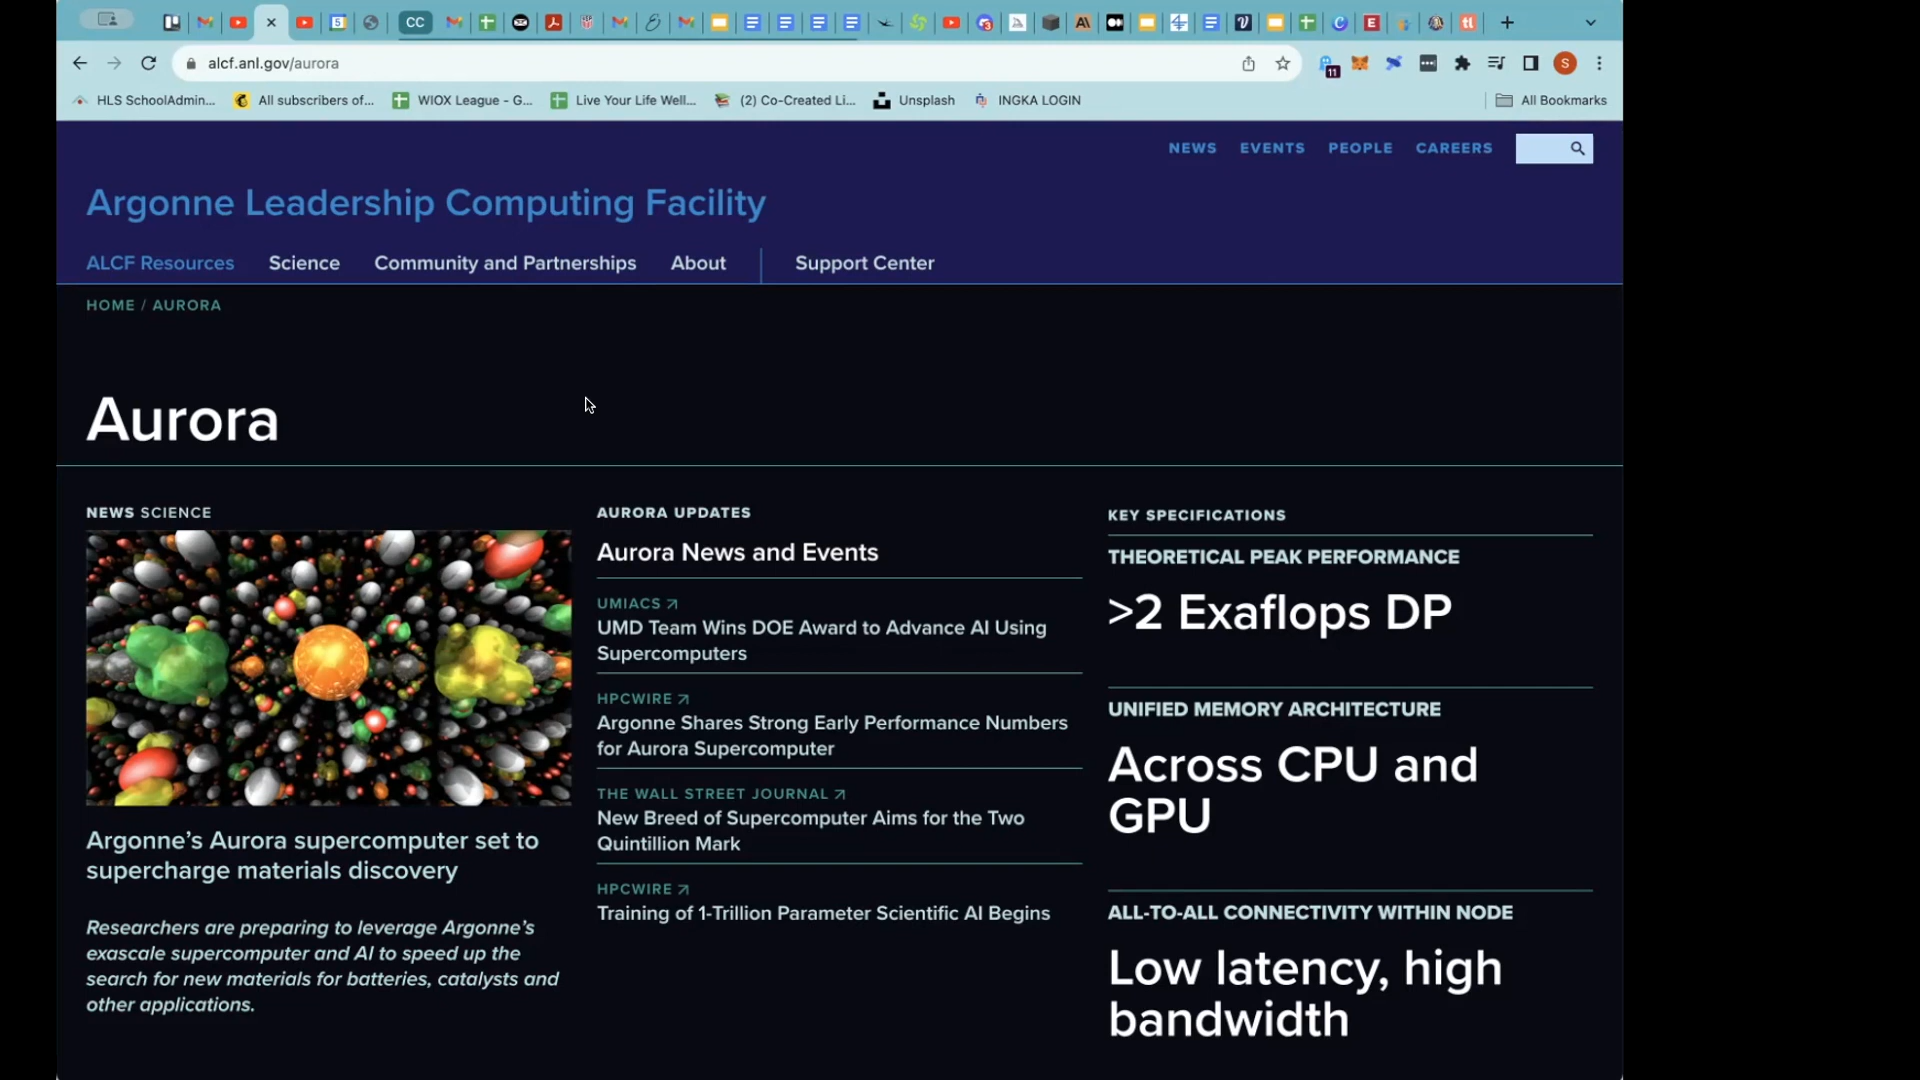 CC
5
3
alcf.anl.gov/aurora
11
S
HLS SchoolAdmin...
All subscribers of...
WIOX League - G...
Live Your Life Well...
(2) Co-Created Li...
Unsplash
INGKA LOGIN
All Bookmarks
NEWS EVENTS PEOPLE CAREERS
Argonne Leadership Computing Facility
ALCF Resources Science Community and Partnerships About Support Center
HOME / AURORA
Aurora
NEWS SCIENCE
Argonne’s Aurora supercomputer set to
supercharge materials discovery
Researchers are preparing to leverage Argonne’s
exascale supercomputer and AI to speed up the
search for new materials for batteries, catalysts and
other applications.
AURORA UPDATES
Aurora News and Events
UMIACS
UMD Team Wins DOE Award to Advance AI Using
Supercomputers
HPCWIRE
Argonne Shares Strong Early Performance Numbers
for Aurora Supercomputer
THE WALL STREET JOURNAL
New Breed of Supercomputer Aims for the Two
Quintillion Mark
HPCWIRE
Training of 1-Trillion Parameter Scientific AI Begins
KEY SPECIFICATIONS
THEORETICAL PEAK PERFORMANCE
>2 Exaflops DP
UNIFIED MEMORY ARCHITECTURE
Across CPU and
GPU
ALL-TO-ALL CONNECTIVITY WITHIN NODE
Low latency, high
bandwidth